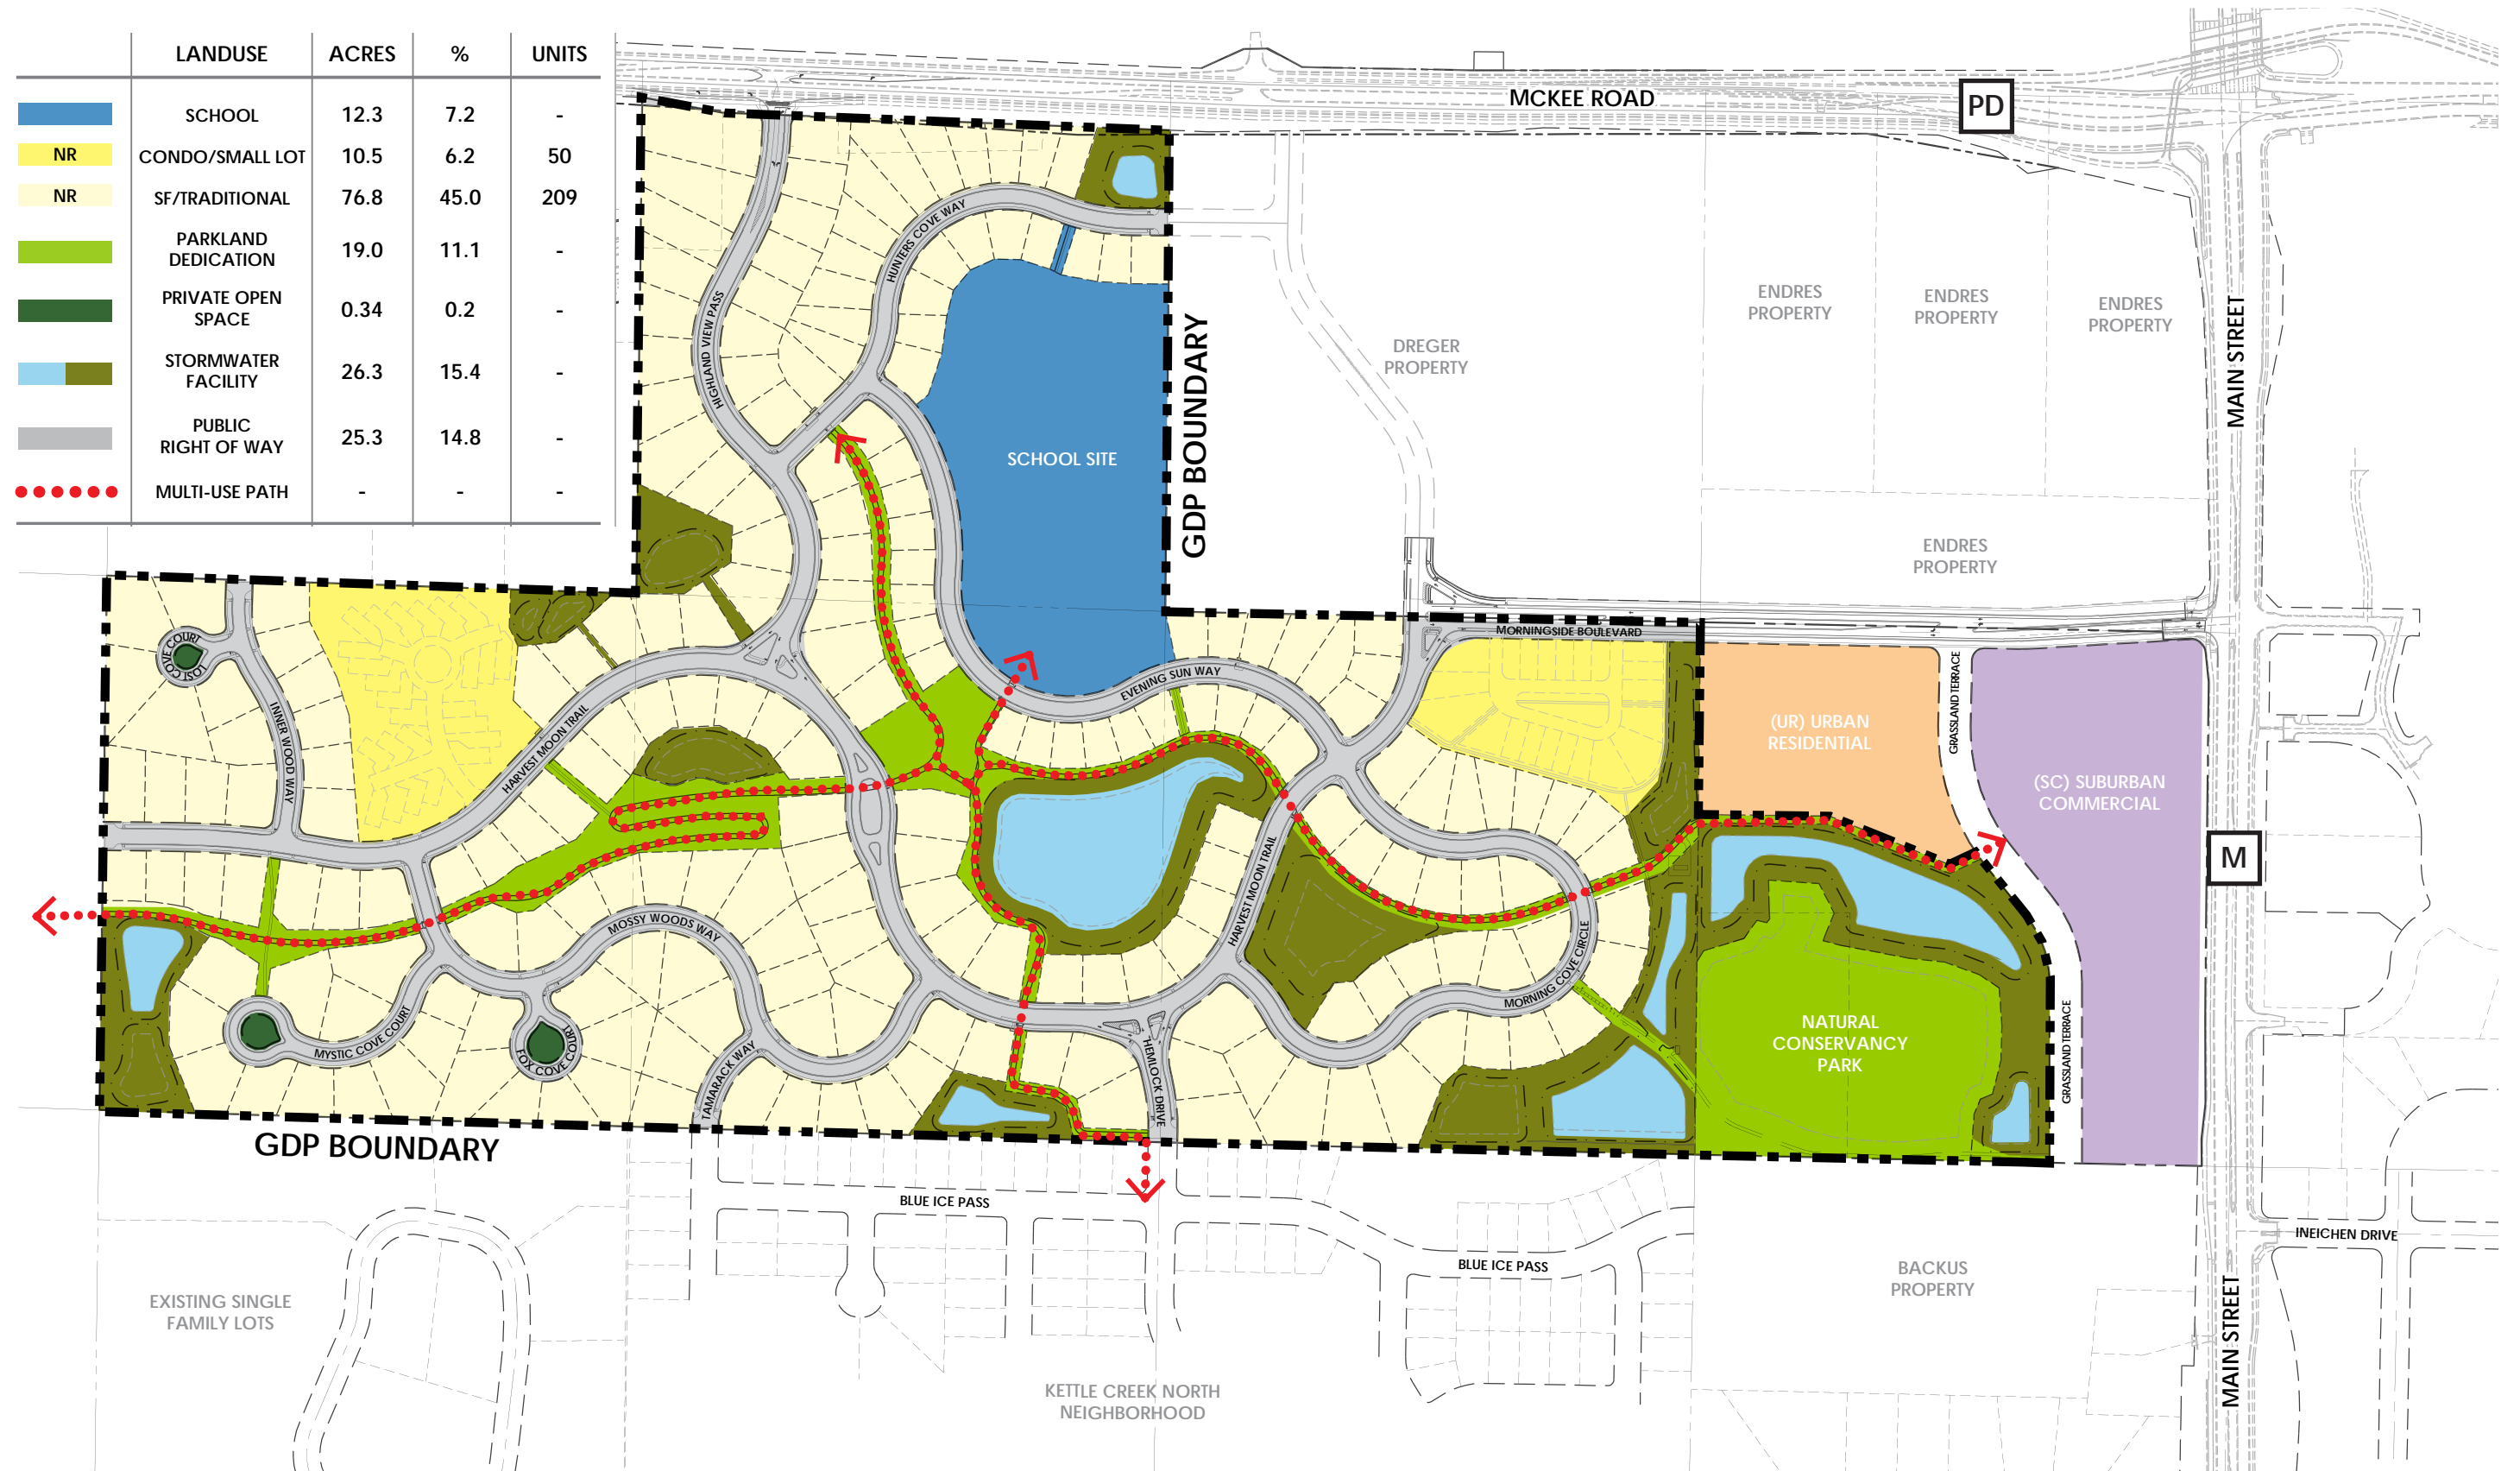 LANDUSE ACRES % UNITS
SCHOOL 12.3 7.2 -
NR CONDO/SMALL LOT 10.5 6.2 50
NR SF/TRADITIONAL 76.8 45.0 209
PARKLAND
DEDICATION 19.0 11.1 -
PRIVATE OPEN
SPACE 0.34 0.2 -
STORMWATER
FACILITY 26.3 15.4 -
PUBLIC
RIGHT OF WAY 25.3 14.8 -
MULTI-USE PATH - - -
MCKEE ROAD
PD
HUNTERS COVE WAY
HIGHLAND VIEW PASS
GDP BOUNDARY
SCHOOL SITE
DREGER
PROPERTY
ENDRES
PROPERTY
ENDRES
PROPERTY
ENDRES
PROPERTY
MAIN STREET
ENDRES
PROPERTY
MORNINGSIDE BOULEVARD
LOST COVE COURT
INNER WOOD WAY
HARVEST MOON TRAIL
EVENING SUN WAY
(UR) URBAN
RESIDENTIAL
GRASSLAND TERRACE
(SC) SUBURBAN
COMMERCIAL
M
HARVEST MOON TRAIL
MOSSY WOODS WAY
MORNING COVE CIRCLE
MYSTIC COVE COURT
FOX COVE COURT
TAMARACK WAY
HEMLOCK DRIVE
NATURAL
CONSERVANCY
PARK
GRASSLAND TERRACE
GDP BOUNDARY
BLUE ICE PASS
BLUE ICE PASS
INEICHEN DRIVE
EXISTING SINGLE
FAMILY LOTS
BACKUS
PROPERTY
MAIN STREET
KETTLE CREEK NORTH
NEIGHBORHOOD